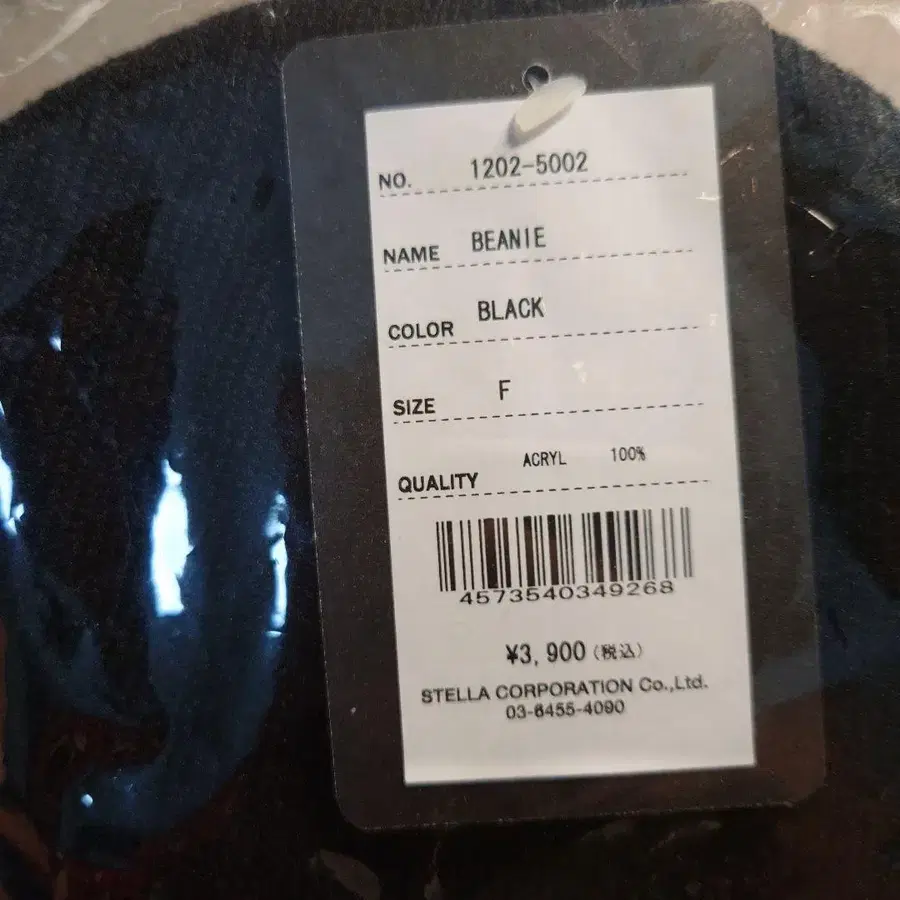 NO. 1202-5002
NAME BEANIE
COLOR BLACK
SIZE F
QUALITY ACRYL 100%
4573540349268
¥3,900(税込)
STELLA CORPORATION Co.,Ltd.
03-6455-4090